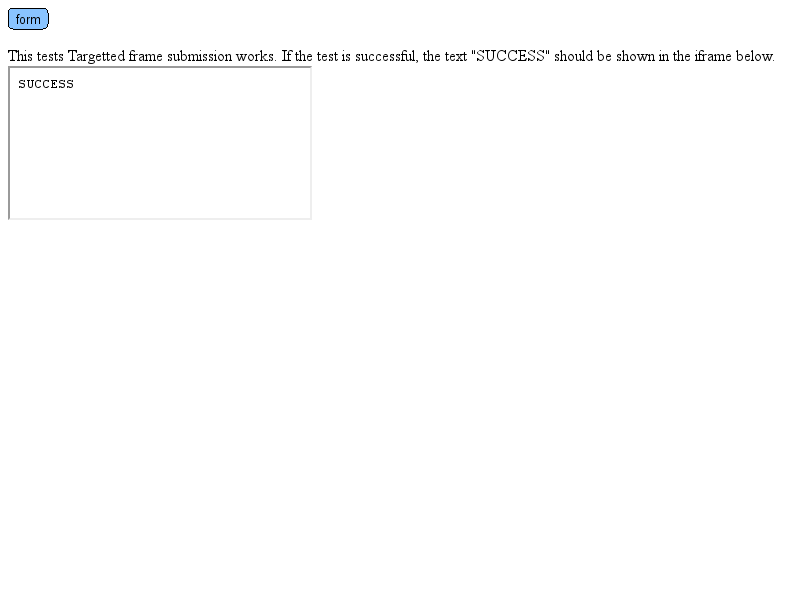 form
This tests Targetted frame submission works. If the test is successful, the text "SUCCESS" should be shown in the iframe below.
SUCCESS